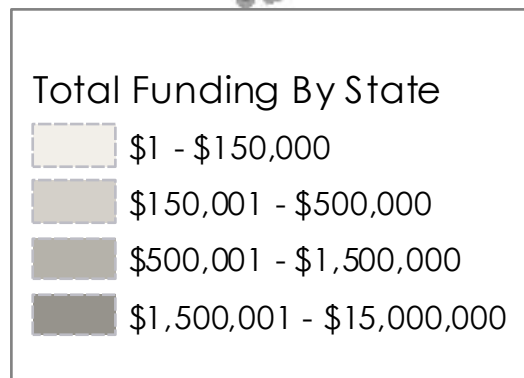 Total Funding By State
$1 - $150,000
$150,001 - $500,000
$500,001 - $1,500,000
$1,500,001 - $15,000,000